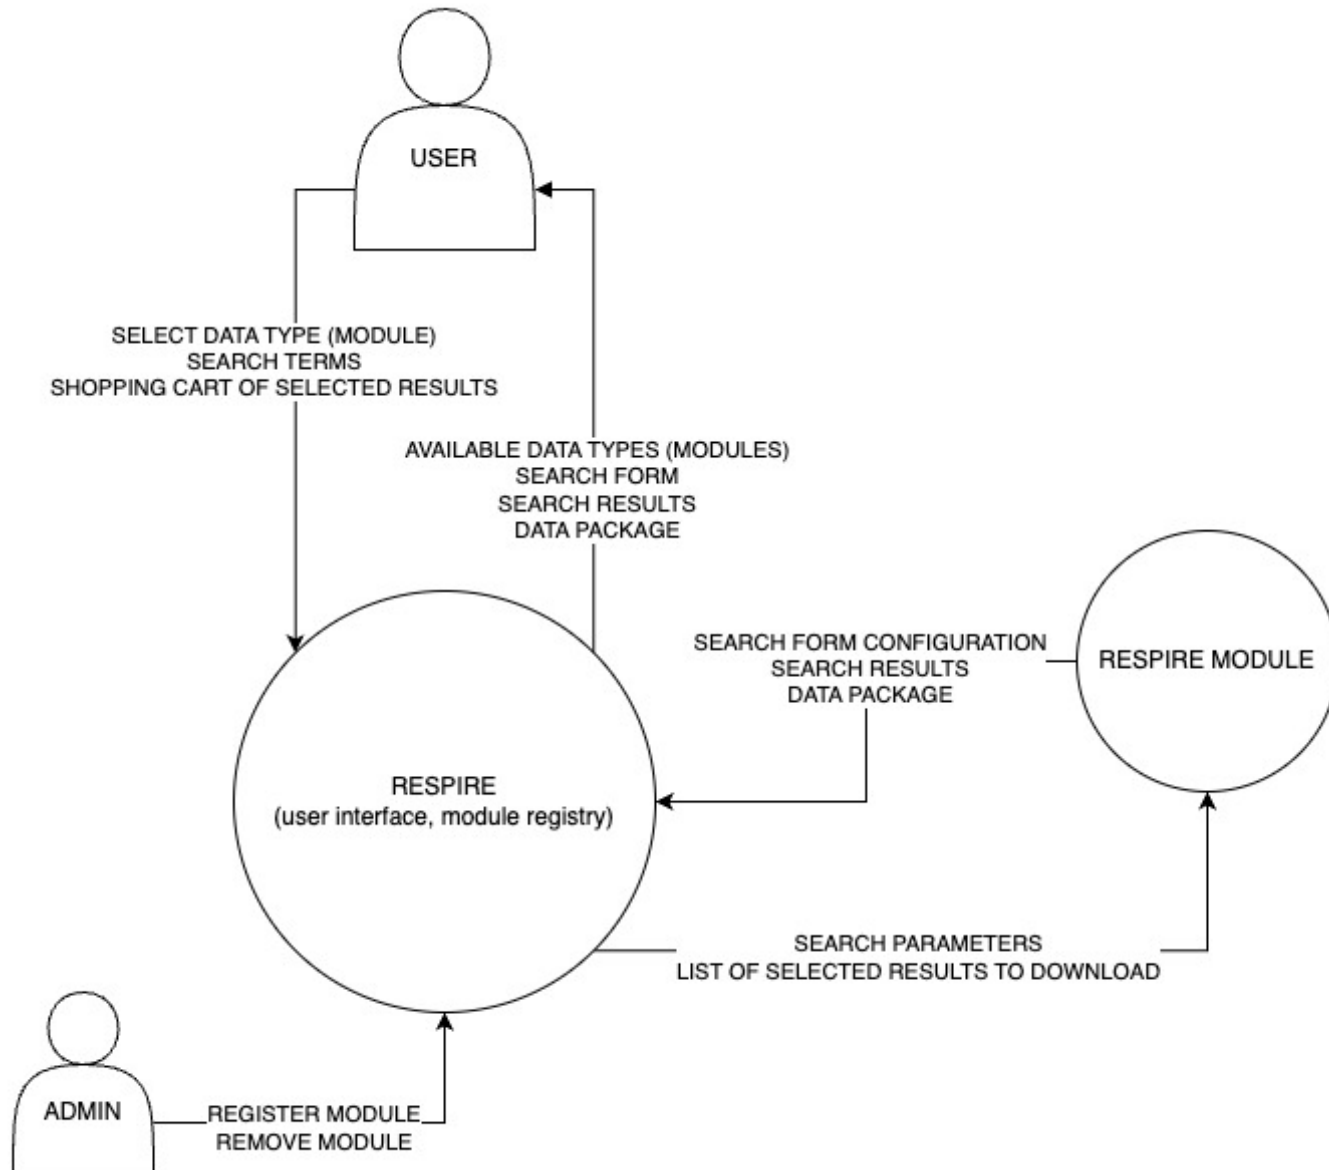 USER
SELECT DATA TYPE (MODULE)
SEARCH TERMS
SHOPPING CART OF SELECTED RESULTS
AVAILABLE DATA TYPES (MODULES)
SEARCH FORM
SEARCH RESULTS
DATA PACKAGE
SEARCH FORM CONFIGURATION
SEARCH RESULTS
DATA PACKAGE
RESPIRE MODULE
RESPIRE
(user interface, module registry)
SEARCH PARAMETERS
LIST OF SELECTED RESULTS TO DOWNLOAD
ADMIN
REGISTER MODULE
REMOVE MODULE